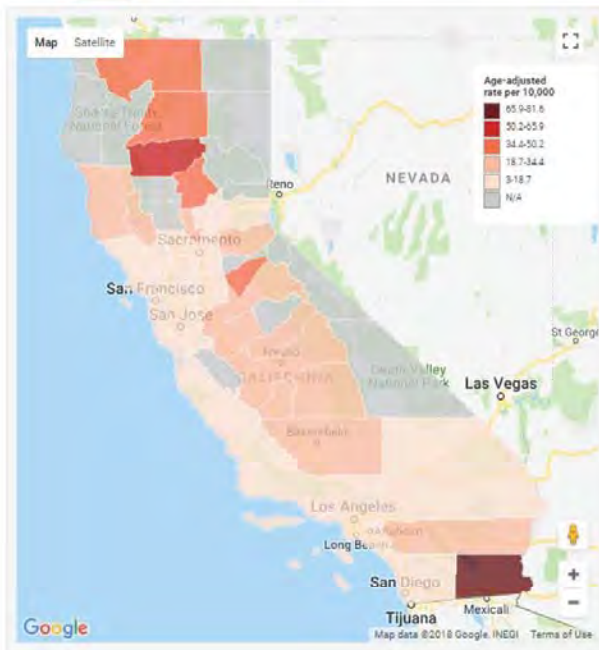 Map Satellite
Age-adjusted
rate per 10,000
65.9-81.6
50.2-65.9
34.4-50.2
18.7-34.4
3-18.7
N/A
National Forest
Reno
NEVADA
Sacramento
San Francisco
San Jose
St George
Fresno
CALIFORNIA
Death Valley
National Park
Las Vegas
Bakersfield
Los Angeles
Long Be
San Diego
Tijuana
Mexicali
+
−
Google
Map data ©2018 Google, INEGI Terms of Use